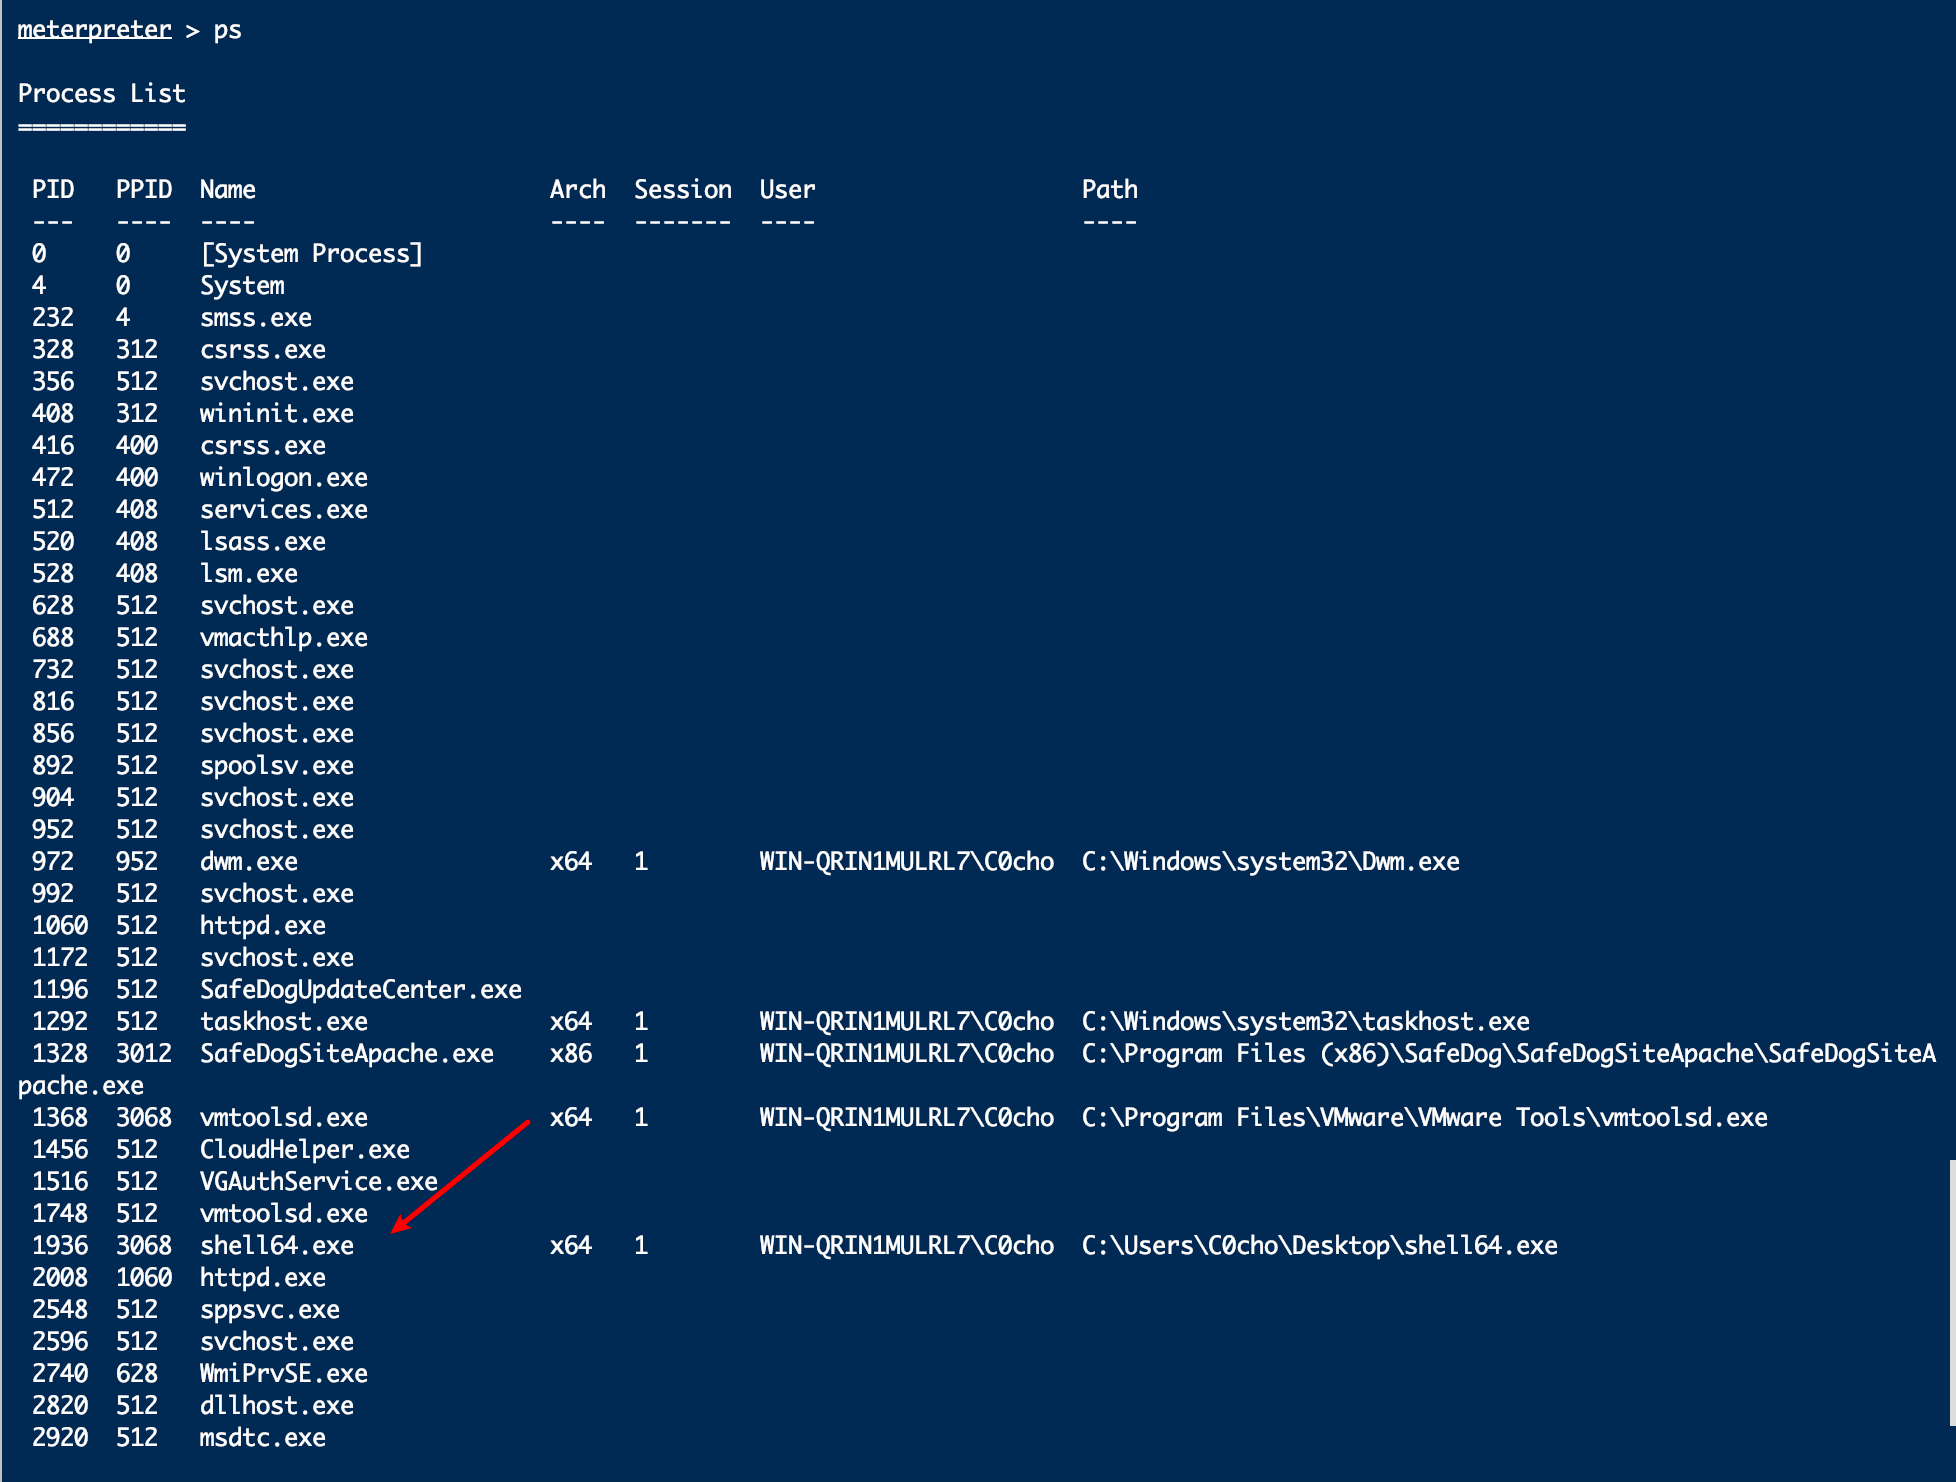 meterpreter > ps
Process List
============
PID   PPID  Name                     Arch  Session  User                   Path
---   ----  ----                     ----  -------  ----                   ----
0     0     [System Process]
4     0     System
232   4     smss.exe
328   312   csrss.exe
356   512   svchost.exe
408   312   wininit.exe
416   400   csrss.exe
472   400   winlogon.exe
512   408   services.exe
520   408   lsass.exe
528   408   lsm.exe
628   512   svchost.exe
688   512   vmacthlp.exe
732   512   svchost.exe
816   512   svchost.exe
856   512   svchost.exe
892   512   spoolsv.exe
904   512   svchost.exe
952   512   svchost.exe
972   952   dwm.exe                  x64   1        WIN-QRIN1MULRL7\C0cho  C:\Windows\system32\Dwm.exe
992   512   svchost.exe
1060  512   httpd.exe
1172  512   svchost.exe
1196  512   SafeDogUpdateCenter.exe
1292  512   taskhost.exe             x64   1        WIN-QRIN1MULRL7\C0cho  C:\Windows\system32\taskhost.exe
1328  3012  SafeDogSiteApache.exe    x86   1        WIN-QRIN1MULRL7\C0cho  C:\Program Files (x86)\SafeDog\SafeDogSiteApache\SafeDogSiteA
pache.exe
1368  3068  vmtoolsd.exe             x64   1        WIN-QRIN1MULRL7\C0cho  C:\Program Files\VMware\VMware Tools\vmtoolsd.exe
1456  512   CloudHelper.exe
1516  512   VGAuthService.exe
1748  512   vmtoolsd.exe
1936  3068  shell64.exe              x64   1        WIN-QRIN1MULRL7\C0cho  C:\Users\C0cho\Desktop\shell64.exe
2008  1060  httpd.exe
2548  512   sppsvc.exe
2596  512   svchost.exe
2740  628   WmiPrvSE.exe
2820  512   dllhost.exe
2920  512   msdtc.exe